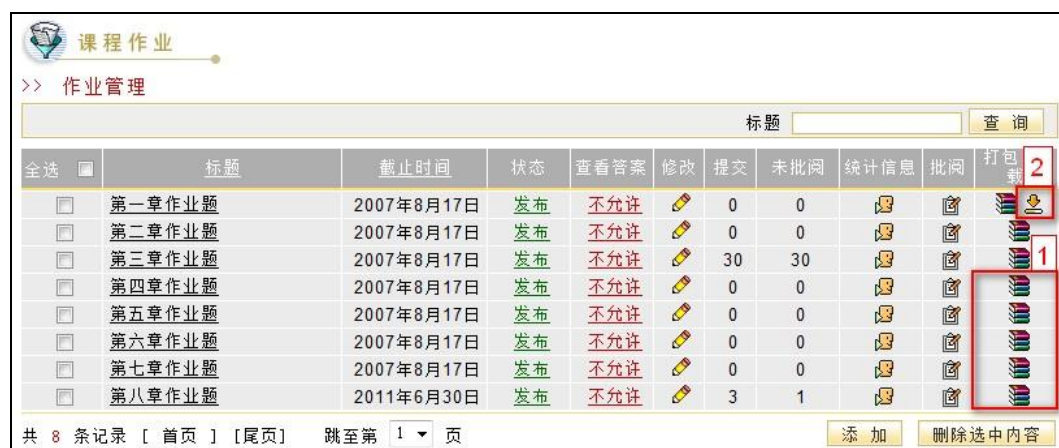 课程作业
>> 作业管理
标题 查 询
全选 标题 截止时间 状态 查看答案 修改 提交 未批阅 统计信息 批阅 打包 载 2
第一章作业题 2007年8月17日 发布 不允许 0 0
第二章作业题 2007年8月17日 发布 不允许 0 0
第三章作业题 2007年8月17日 发布 不允许 30 30 1
第四章作业题 2007年8月17日 发布 不允许 0 0
第五章作业题 2007年8月17日 发布 不允许 0 0
第六章作业题 2007年8月17日 发布 不允许 0 0
第七章作业题 2007年8月17日 发布 不允许 0 0
第八章作业题 2011年6月30日 发布 不允许 3 1
共 8 条记录 [ 首页 ] [尾页] 跳至第 1 页 添 加 删除选中内容